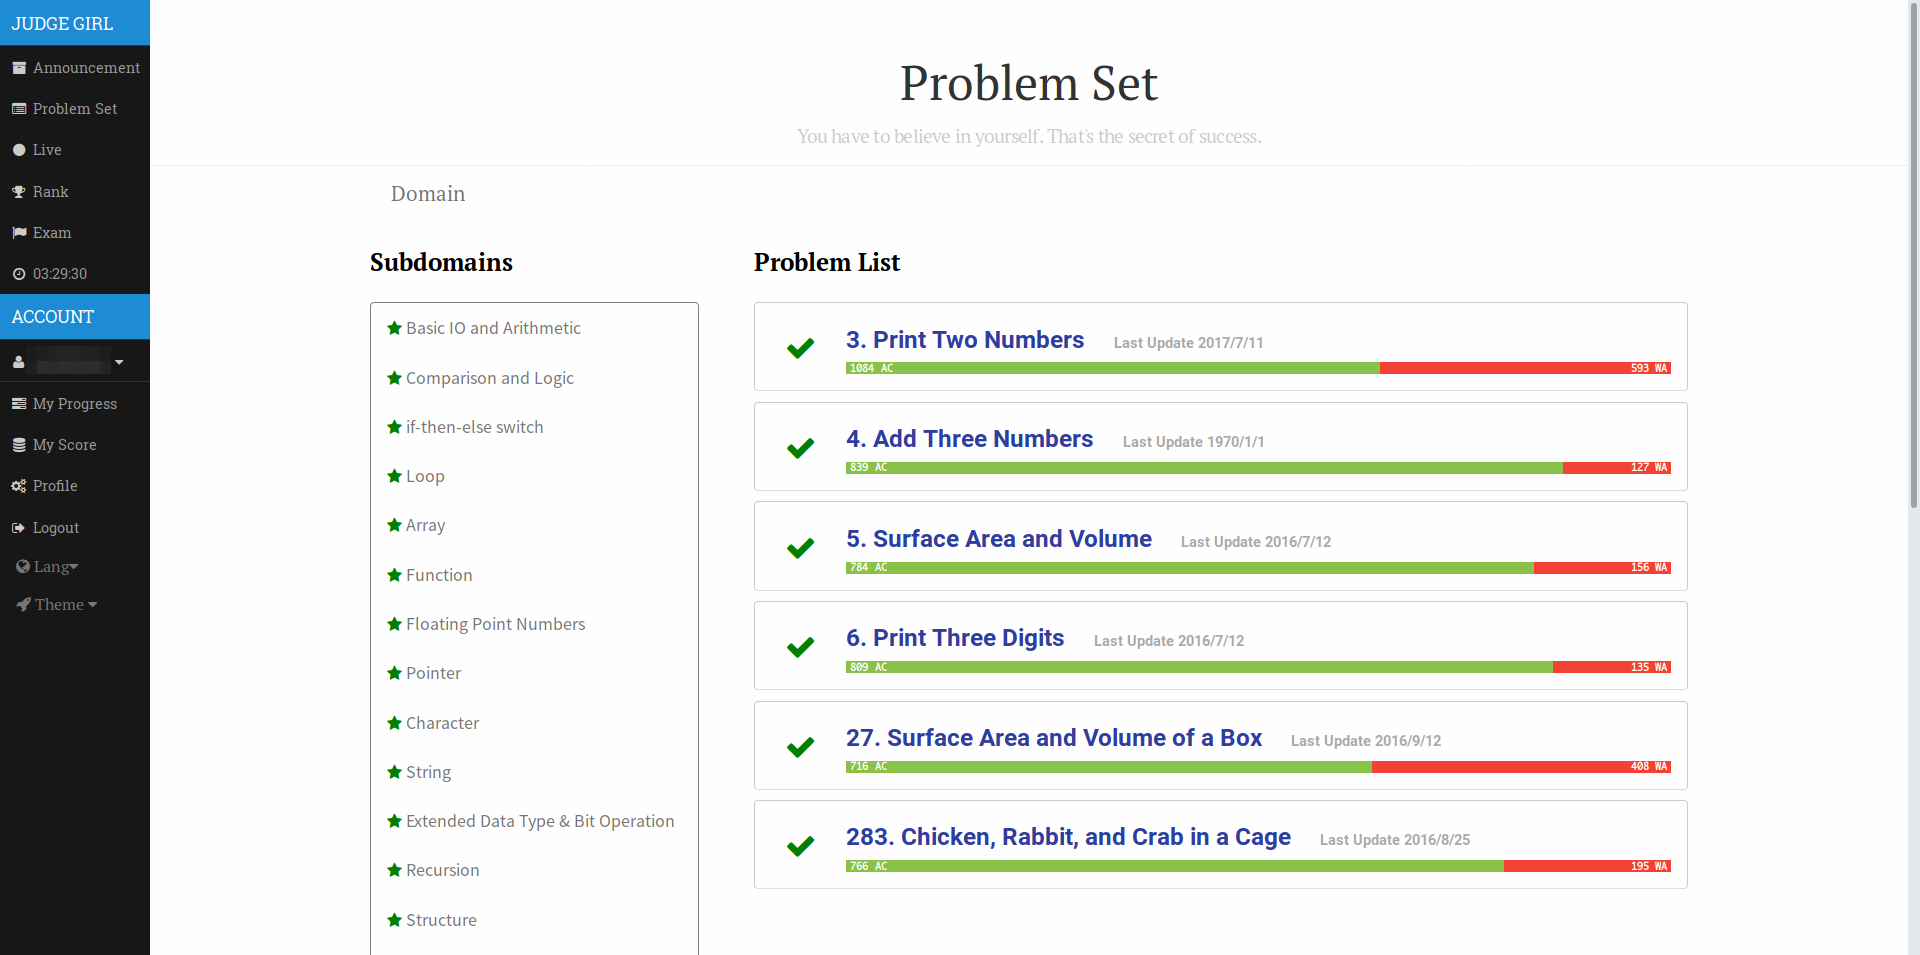 JUDGE GIRL
Announcement
Problem Set
Live
Rank
Exam
03:29:30
ACCOUNT
My Progress
My Score
Profile
Logout
Lang
Theme
Problem Set
You have to believe in yourself. That's the secret of success.
Domain
Subdomains
Basic IO and Arithmetic
Comparison and Logic
if-then-else switch
Loop
Array
Function
Floating Point Numbers
Pointer
Character
String
Extended Data Type & Bit Operation
Recursion
Structure
Problem List
3. Print Two Numbers Last Update 2017/7/11
1084 AC 593 WA
4. Add Three Numbers Last Update 1970/1/1
839 AC 127 WA
5. Surface Area and Volume Last Update 2016/7/12
784 AC 156 WA
6. Print Three Digits Last Update 2016/7/12
809 AC 135 WA
27. Surface Area and Volume of a Box Last Update 2016/9/12
716 AC 408 WA
283. Chicken, Rabbit, and Crab in a Cage Last Update 2016/8/25
766 AC 195 WA